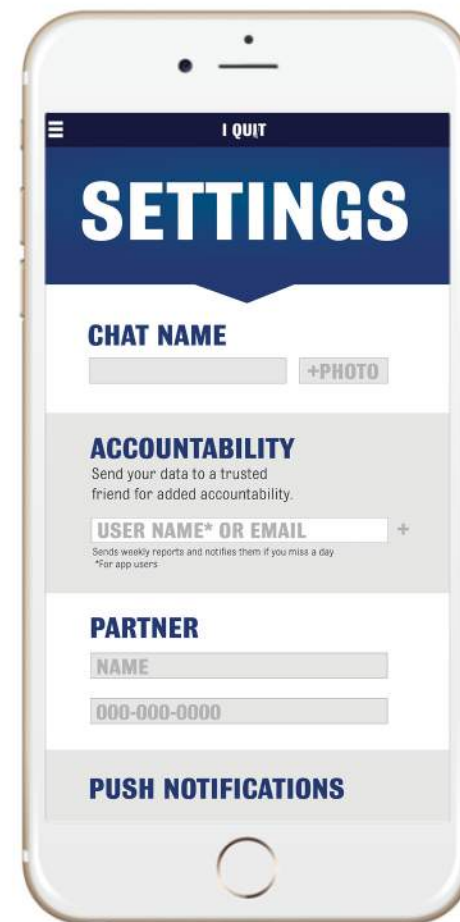 I QUIT
SETTINGS
CHAT NAME
+PHOTO
ACCOUNTABILITY
Send your data to a trusted
friend for added accountability.
USER NAME* OR EMAIL +
Sends weekly reports and notifies them if you miss a day
*For app users
PARTNER
NAME
000-000-0000
PUSH NOTIFICATIONS